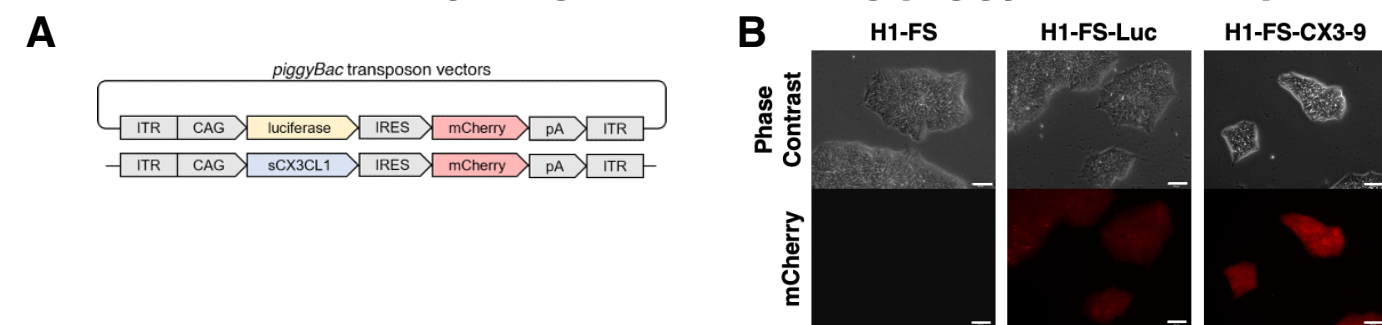 A
piggyBac transposon vectors
ITR CAG luciferase IRES mCherry pA ITR
ITR CAG sCX3CL1 IRES mCherry pA ITR
B
H1-FS H1-FS-Luc H1-FS-CX3-9
Phase
Contrast
mCherry